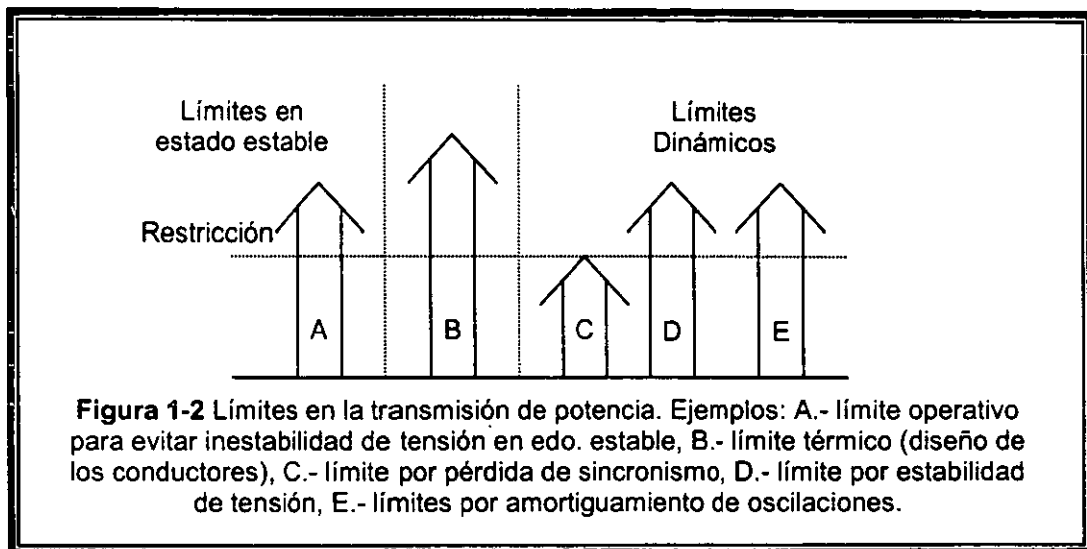 Límites en
estado estable
Límites
Dinámicos
Restricción
A
B
C
D
E
Figura 1-2 Límites en la transmisión de potencia. Ejemplos: A.- límite operativo
para evitar inestabilidad de tensión en edo. estable, B.- límite térmico (diseño de
los conductores), C.- límite por pérdida de sincronismo, D.- límite por estabilidad
de tensión, E.- límites por amortiguamiento de oscilaciones.